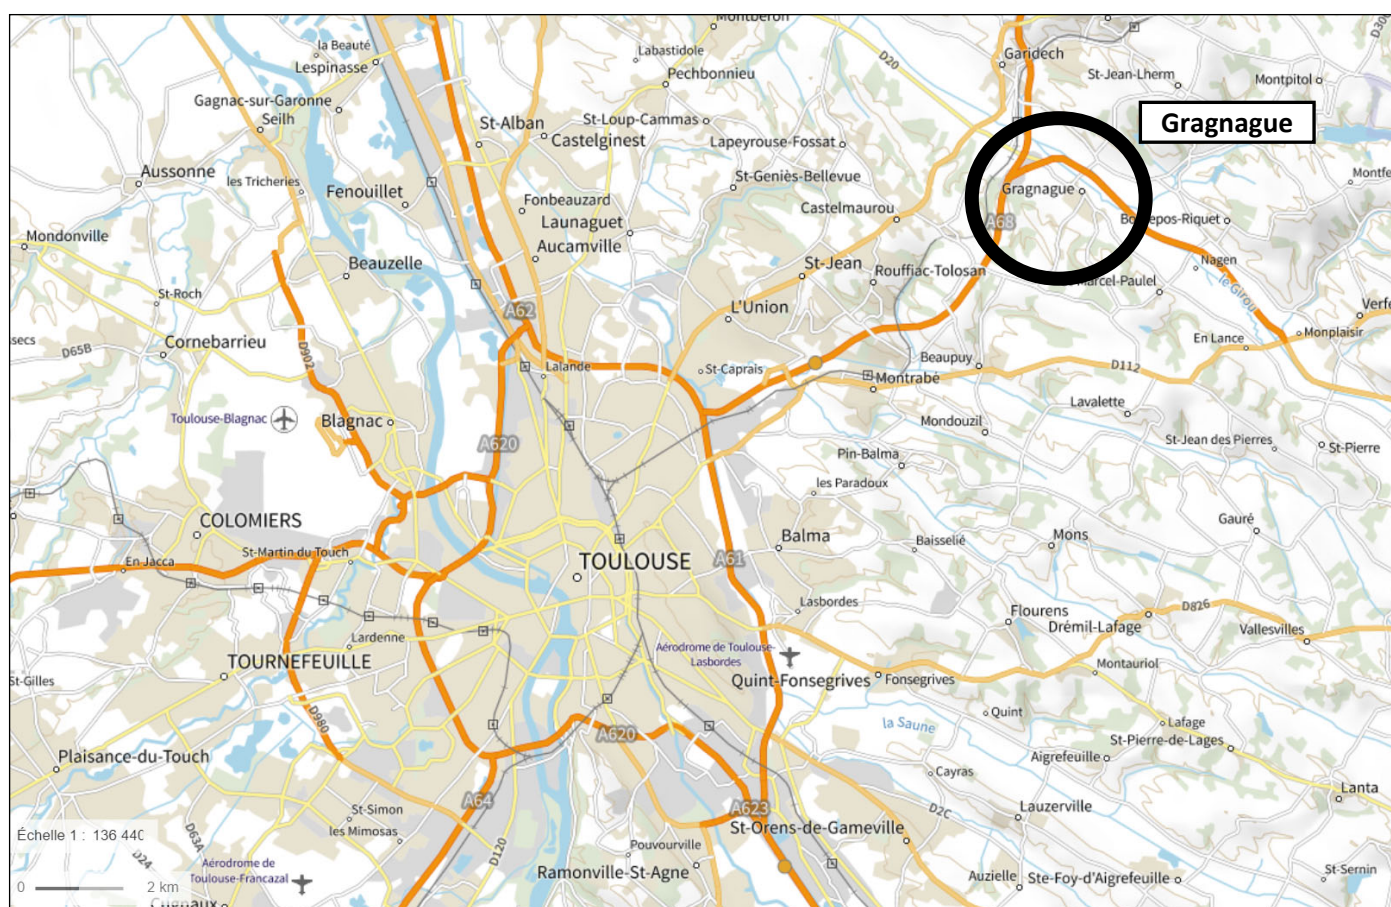 Montberon
la Beauté
Lespinasse
Labastidole
Pechbonnieu
D20
Garidech
St-Jean-Lherm
Montpitol
Gagnac-sur-Garonne
Seilh
St-Alban
Castelginest
St-Loup-Cammas
Lapeyrouse-Fossat
Gragnague
Aussonne
les Tricheries
Fenouillet
Fonbeauzard
St-Geniès-Bellevue
Gragnague
Launaguet
Castelmaurou
A68
Mondonville
Aucamville
Beauzelle
St-Jean
Rouffiac-Tolosan
Nagen
St-Roch
L'Union
le Girou
A62
D65B
Cornebarrieu
D902
Monplaisir
En Lance
Lalande
St-Caprais
Beaupuy
D112
Montrabé
Toulouse-Blagnac
Blagnac
Mondouzil
Lavalette
A620
St-Jean des Pierres
St-Pierre
Pin-Balma
les Paradoux
COLOMIERS
Balma
Baisselié
Mons
Gauré
En Jacca
St-Martin du Touch
TOULOUSE
A61
Lasbordes
Flourens
D826
Lardenne
Drémil-Lafage
Vallesvilles
TOURNEFEUILLE
Aérodrome de Toulouse-
Lasbordes
Quint-Fonsegrives
Fonsegrives
Montauriol
St-Gilles
D980
Quint
la Saune
Lafage
A620
St-Pierre-de-Lages
Plaisance-du-Touch
Aigrefeuille
Cayras
Lanta
A64
A623
D2C
Lauzerville
St-Simon
les Mimosas
St-Orens-de-Gameville
Échelle 1 : 136 440
D63A
D24
D120
Pouvourville
Aérodrome de
Toulouse-Francazal
Ramonville-St-Agne
Auzielle
Ste-Foy-d'Aigrefeuille
St-Sernin
0
2 km